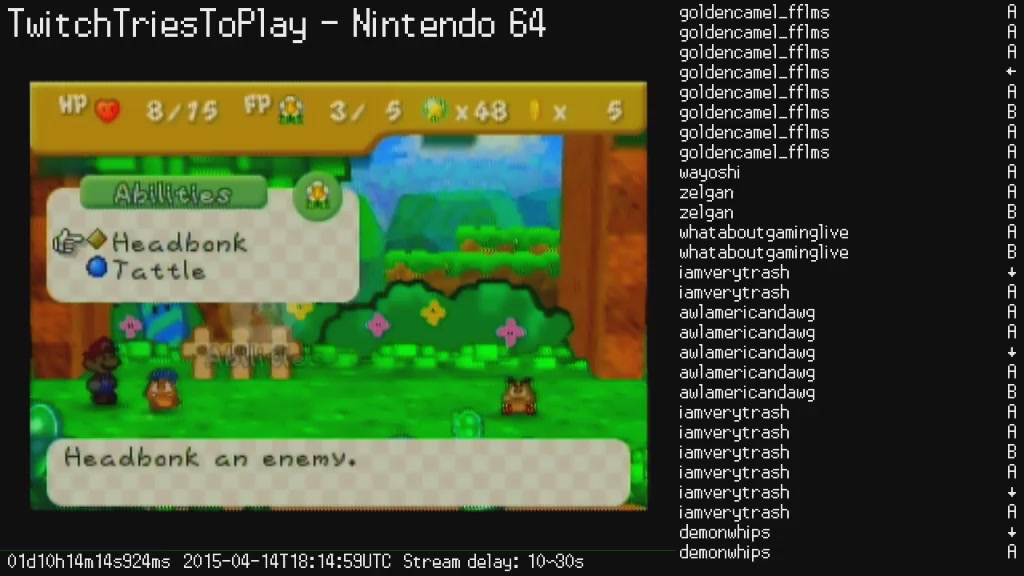 TwitchTriesToPlay - Nintendo 64
HP 8/15 FP 3/ 5 x48 x 5
Abilities
Headbonk
Tattle
Headbonk an enemy.
goldencamel_fflms A
goldencamel_fflms A
goldencamel_fflms A
goldencamel_fflms ←
goldencamel_fflms A
goldencamel_fflms B
goldencamel_fflms A
goldencamel_fflms A
wayoshi A
zelgan A
zelgan B
whataboutgaminglive A
whataboutgaminglive B
iamverytrash ↓
iamverytrash A
awlamericandawg A
awlamericandawg A
awlamericandawg ↓
awlamericandawg A
awlamericandawg B
iamverytrash A
iamverytrash A
iamverytrash B
iamverytrash A
iamverytrash ↓
iamverytrash A
demonwhips ↓
demonwhips A
01d10h14m14s924ms 2015-04-14T18:14:59UTC Stream delay: 10~30s